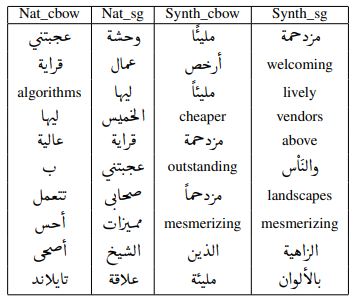 Nat_cbow Nat_sg Synth_cbow Synth_sg
عجبتني وحشة مليئًا مزدحمة
قراية عمال أرخص welcoming
algorithms ليها مليئاً lively
ليها الخميس cheaper vendors
عالية قراية مزدحمة above
ب عجبتني outstanding والنَاْس
تتعمل صحابى مزدحماً landscapes
أحس مميزات mesmerizing mesmerizing
أصحى الشيخ الذين الزاهية
تايلاند علاقة مليئة بالألوان